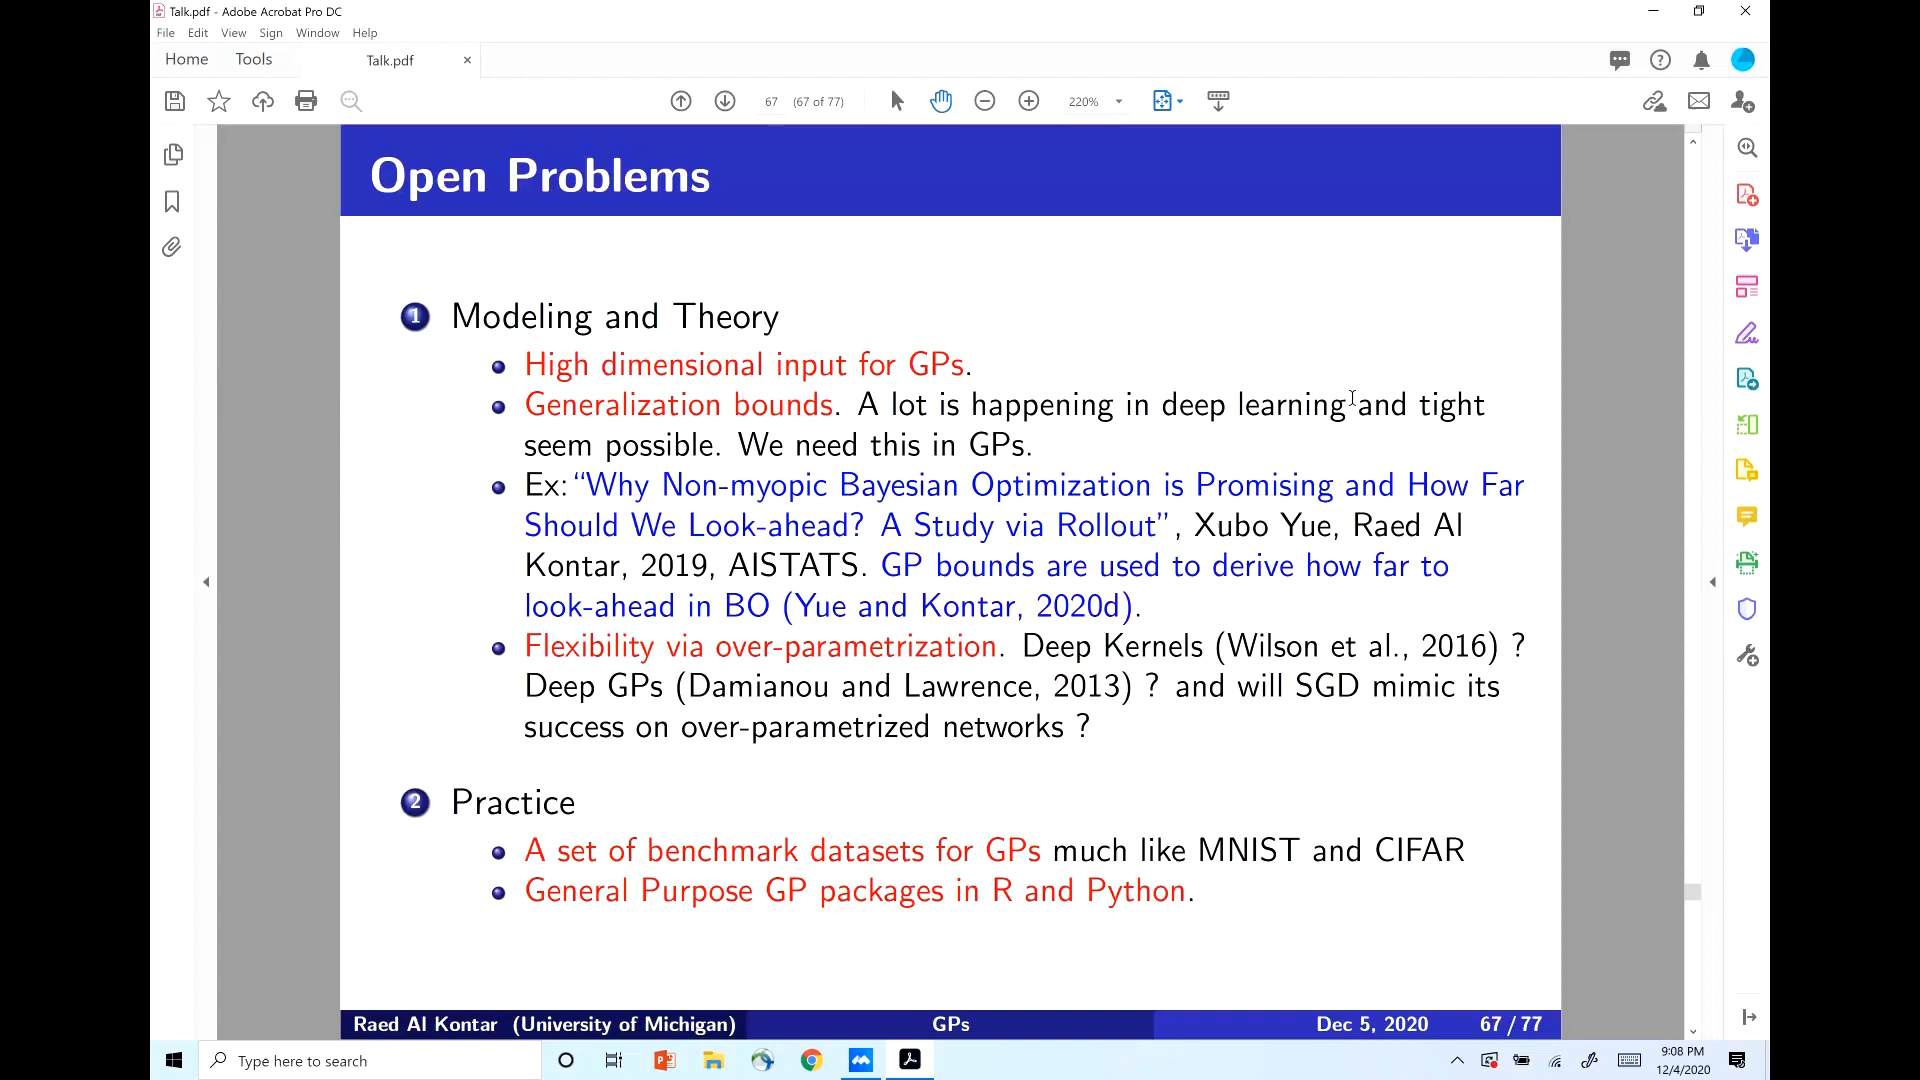 Talk.pdf - Adobe Acrobat Pro DC
File Edit View Sign Window Help
Home Tools Talk.pdf
67 (67 of 77) 220%
Open Problems
1 Modeling and Theory
High dimensional input for GPs.
Generalization bounds. A lot is happening in deep learning and tight
seem possible. We need this in GPs.
Ex: “Why Non-myopic Bayesian Optimization is Promising and How Far
Should We Look-ahead? A Study via Rollout”, Xubo Yue, Raed Al
Kontar, 2019, AISTATS. GP bounds are used to derive how far to
look-ahead in BO (Yue and Kontar, 2020d).
Flexibility via over-parametrization. Deep Kernels (Wilson et al., 2016) ?
Deep GPs (Damianou and Lawrence, 2013) ? and will SGD mimic its
success on over-parametrized networks ?
2 Practice
A set of benchmark datasets for GPs much like MNIST and CIFAR
General Purpose GP packages in R and Python.
Raed Al Kontar (University of Michigan) GPs Dec 5, 2020 67 / 77
Type here to search
9:08 PM
12/4/2020